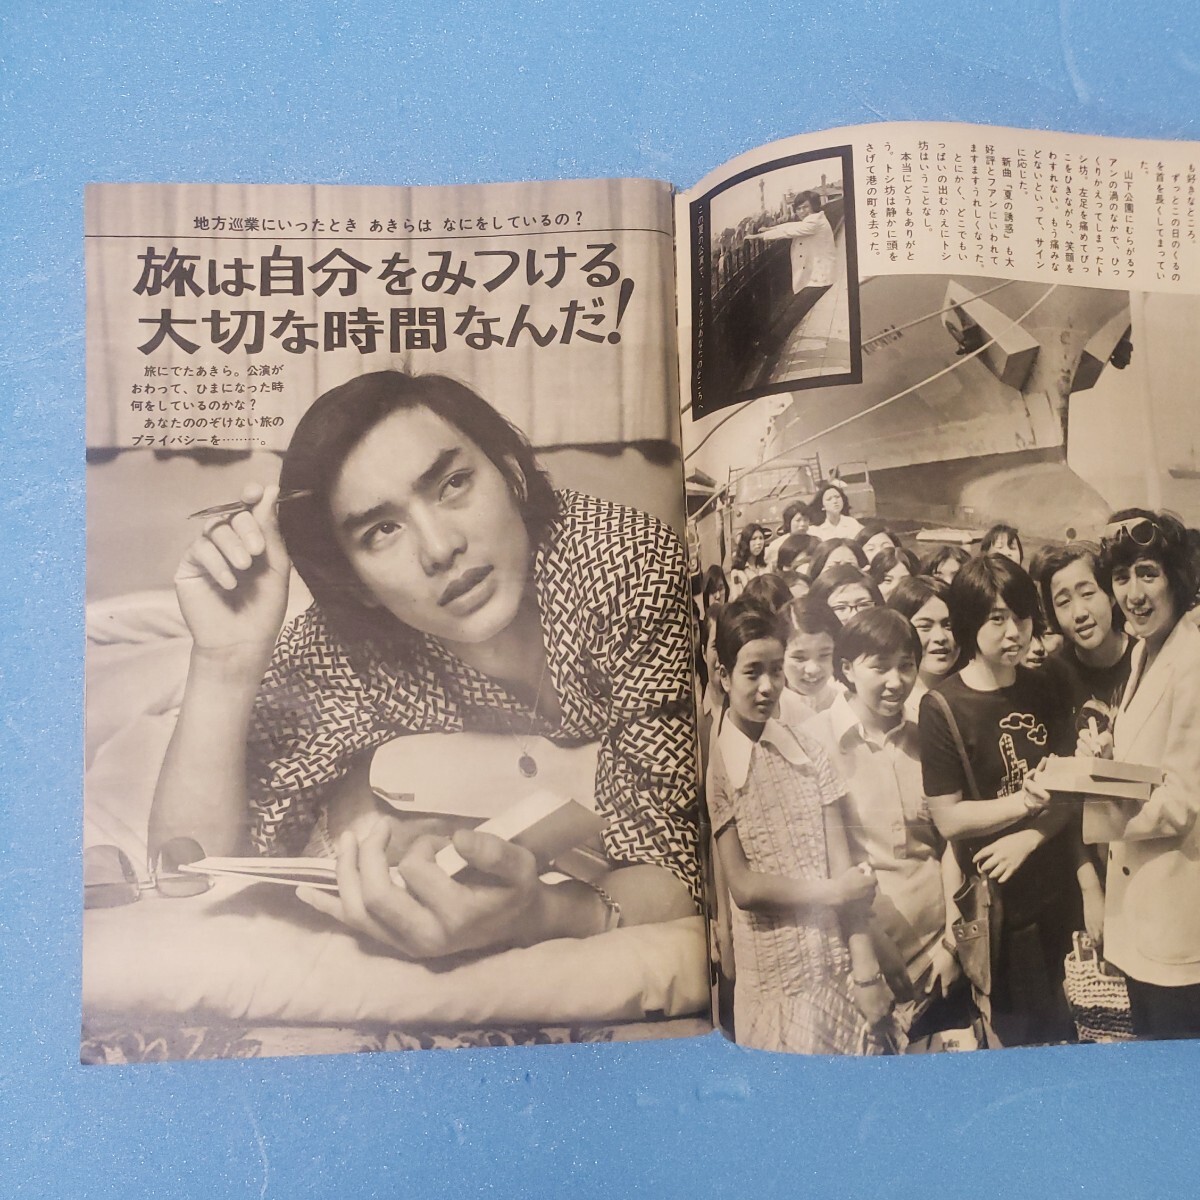 地方巡業にいったとき あきらは なにをしているの?
旅は自分をみつける
大切な時間なんだ!
旅にでたあきら。公演が
おわって、ひまになった時
何をしているのかな?
あなたののぞけない旅の
プライバシーを………。
も好きなところ。
ずっとこの日のくるの
を首を長くしてまってい
た。
山下公園にむらがるフ
アンの渦のなかで、ひっ
くりかえってしまったト
シ坊。左足を痛めてびっ
こをひきながら、笑顔を
わすれない。もう痛みな
どないといって、サイン
に応じた。
新曲「夏の誘惑」も大
好評とファンにいわれて
ますますうれしくなった。
とにかく、どこでもい
っぱいの出むかえにトシ
坊はいうことなし。
本当にどうもありがと
う。トシ坊は静かに頭を
さげて港の町を去った。